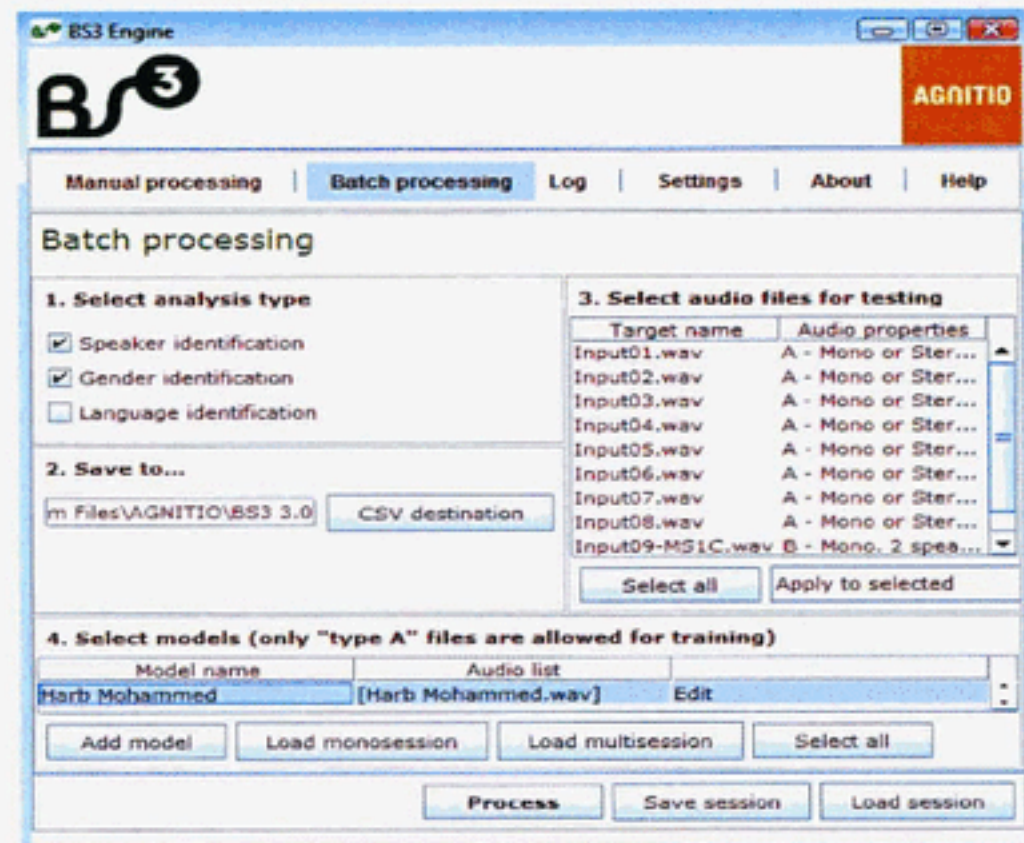 BS3 Engine
BS3
AGNITIO
Manual processing | Batch processing Log | Settings | About | Help
Batch processing
1. Select analysis type
Speaker identification
Gender identification
Language identification
2. Save to...
m Files\AGNITIO\BS3 3.0
CSV destination
3. Select audio files for testing
Target name Audio properties
Input01.wav A - Mono or Ster...
Input02.wav A - Mono or Ster...
Input03.wav A - Mono or Ster...
Input04.wav A - Mono or Ster...
Input05.wav A - Mono or Ster...
Input06.wav A - Mono or Ster...
Input07.wav A - Mono or Ster...
Input08.wav A - Mono or Ster...
Input09-MS1C.wav B - Mono. 2 spea...
Select all Apply to selected
4. Select models (only "type A" files are allowed for training)
Model name Audio list
Harb Mohammed [Harb Mohammed.wav] Edit
Add model Load monosession Load multisession Select all
Process Save session Load session